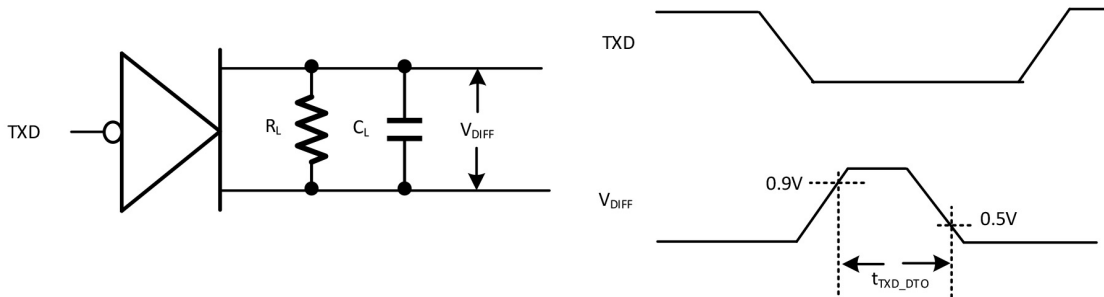 TXD
TXD
R_L
C_L
V_DIFF
V_DIFF
0.9V
0.5V
t_TXD_DTO